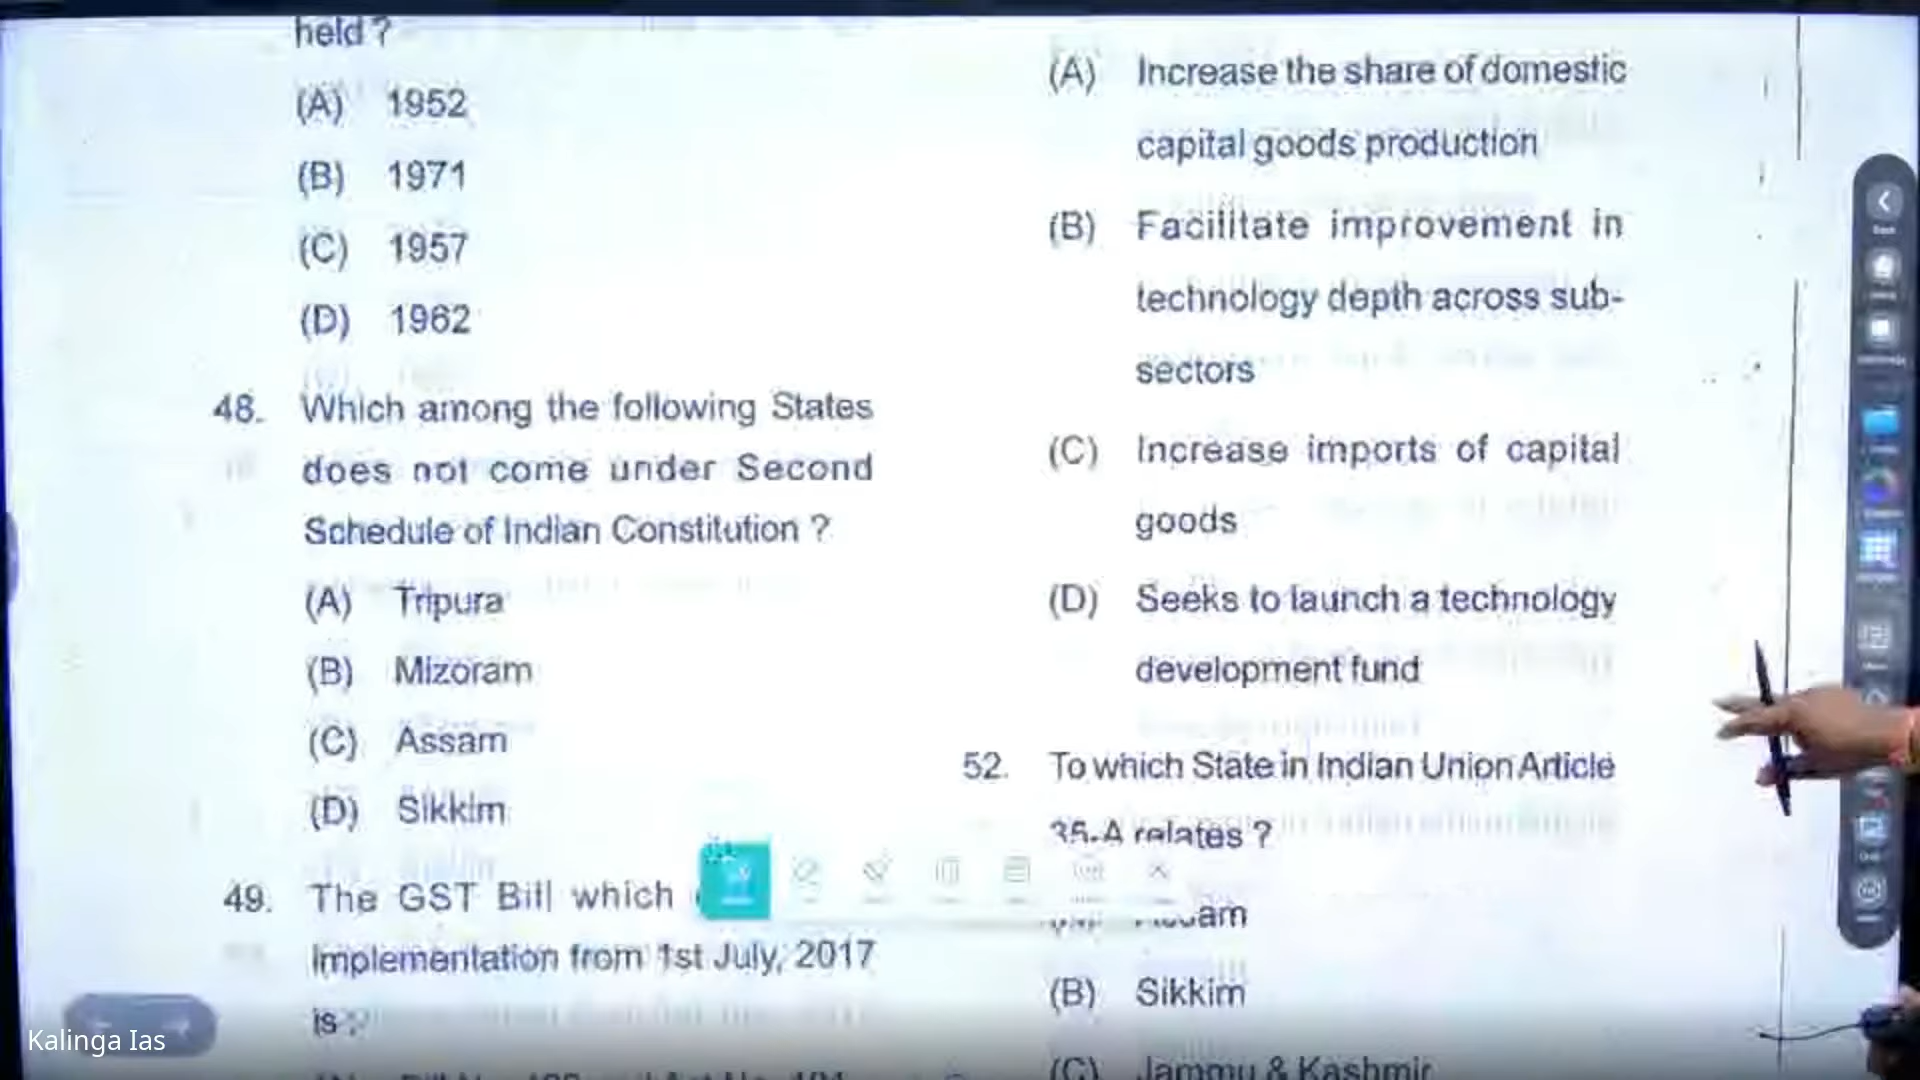 held ?
(A) 1952
(B) 1971
(C) 1957
(D) 1962
48. Which among the following States
does not come under Second
Schedule of Indian Constitution ?
(A) Tripura
(B) Mizoram
(C) Assam
(D) Sikkim
49. The GST Bill which
implementation from 1st July, 2017
is
(A) Increase the share of domestic
capital goods production
(B) Facilitate improvement in
technology depth across sub-
sectors
(C) Increase imports of capital
goods
(D) Seeks to launch a technology
development fund
52. To which State in Indian Union Article
35-A relates ?
(B) Sikkim
(C) Jammu & Kashmir
Kalinga Ias